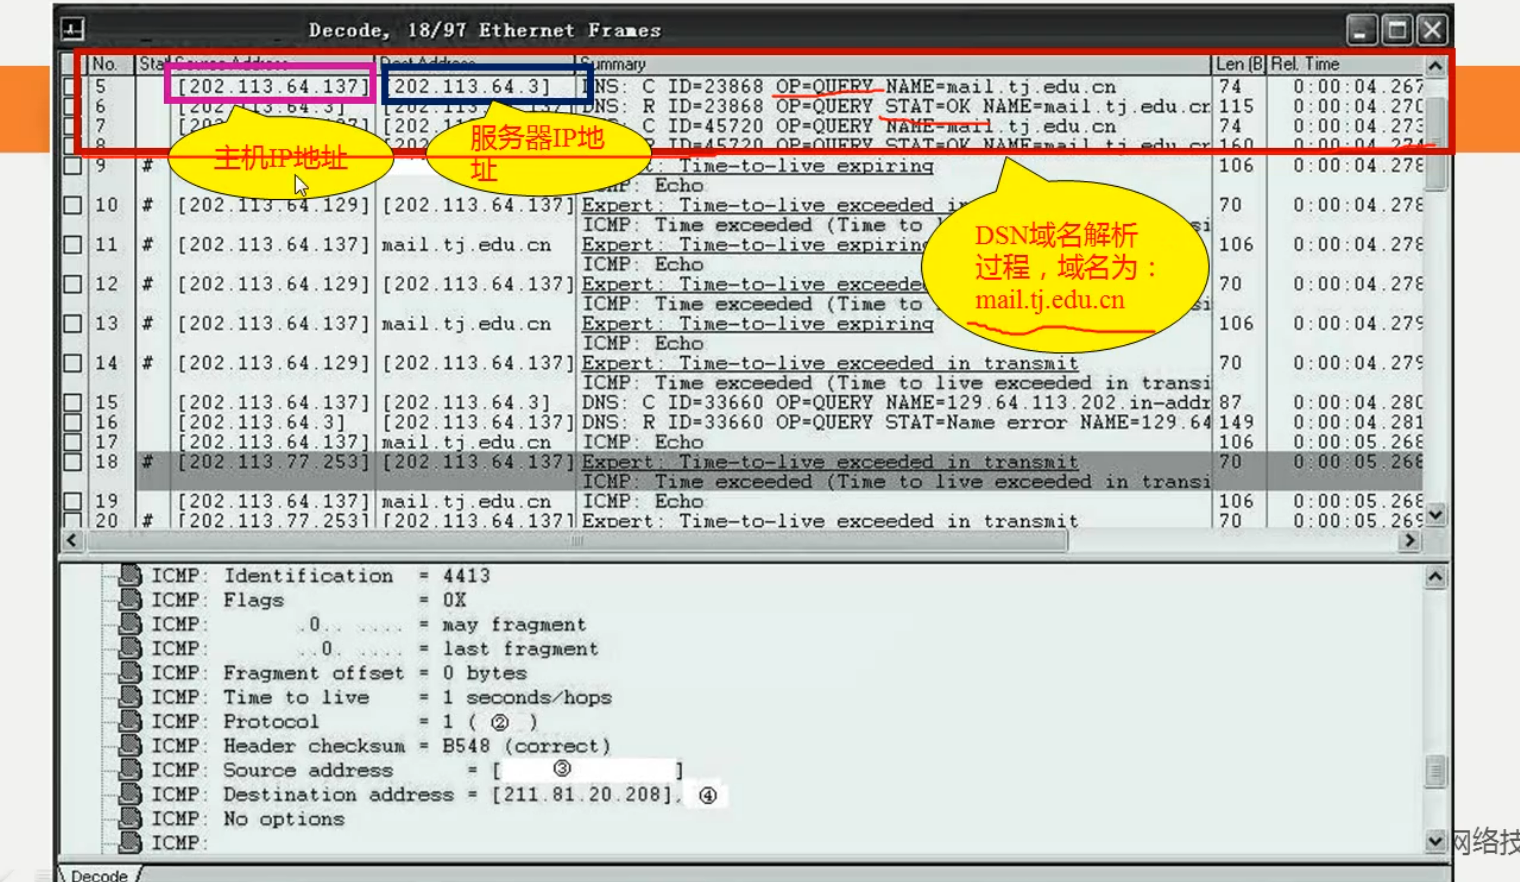 Decode, 18/97 Ethernet Frames
No. Sta Source Address Dest Address Summary Len (B) Rel. Time
5 [202.113.64.137] [202.113.64.3] DNS: C ID=23868 OP=QUERY NAME=mail.tj.edu.cn 74 0:00:04.267
6 [202.113.64.3] [202.113.64.137] DNS: R ID=23868 OP=QUERY STAT=OK NAME=mail.tj.edu.cn 115 0:00:04.270
7 [202 C ID=45720 OP=QUERY NAME=mail.tj.edu.cn 74 0:00:04.273
8 R ID=45720 OP=QUERY STAT=OK NAME=mail.tj.edu.cn 160 0:00:04.274
主机IP地址
服务器IP地
址
9 # Time-to-live expiring 106 0:00:04.278
ICMP: Echo
10 # [202.113.64.129] [202.113.64.137] Expert: Time-to-live exceeded in 70 0:00:04.278
ICMP: Time exceeded (Time to
11 # [202.113.64.137] mail.tj.edu.cn Expert: Time-to-live expiring 106 0:00:04.278
ICMP: Echo
12 # [202.113.64.129] [202.113.64.137] Expert: Time-to-live exceeded 70 0:00:04.278
ICMP: Time exceeded (Time to
13 # [202.113.64.137] mail.tj.edu.cn Expert: Time-to-live expiring 106 0:00:04.279
ICMP: Echo
DSN域名解析
过程，域名为：
mail.tj.edu.cn
14 # [202.113.64.129] [202.113.64.137] Expert: Time-to-live exceeded in transmit 70 0:00:04.279
ICMP: Time exceeded (Time to live exceeded in transi
15 [202.113.64.137] [202.113.64.3] DNS: C ID=33660 OP=QUERY NAME=129.64.113.202.in-addr 87 0:00:04.280
16 [202.113.64.3] [202.113.64.137] DNS: R ID=33660 OP=QUERY STAT=Name error NAME=129.64 149 0:00:04.281
17 [202.113.64.137] mail.tj.edu.cn ICMP: Echo 106 0:00:05.268
18 # [202.113.77.253] [202.113.64.137] Expert: Time-to-live exceeded in transmit 70 0:00:05.268
ICMP: Time exceeded (Time to live exceeded in transi
19 [202.113.64.137] mail.tj.edu.cn ICMP: Echo 106 0:00:05.268
20 # [202.113.77.253] [202.113.64.137] Expert: Time-to-live exceeded in transmit 70 0:00:05.269
ICMP: Identification = 4413
ICMP: Flags = 0X
ICMP: .0.. .... = may fragment
ICMP: ..0. .... = last fragment
ICMP: Fragment offset = 0 bytes
ICMP: Time to live = 1 seconds/hops
ICMP: Protocol = 1 ( ② )
ICMP: Header checksum = B548 (correct)
ICMP: Source address = [ ③ ]
ICMP: Destination address = [211.81.20.208], ④
ICMP: No options
ICMP:
网络技
Decode